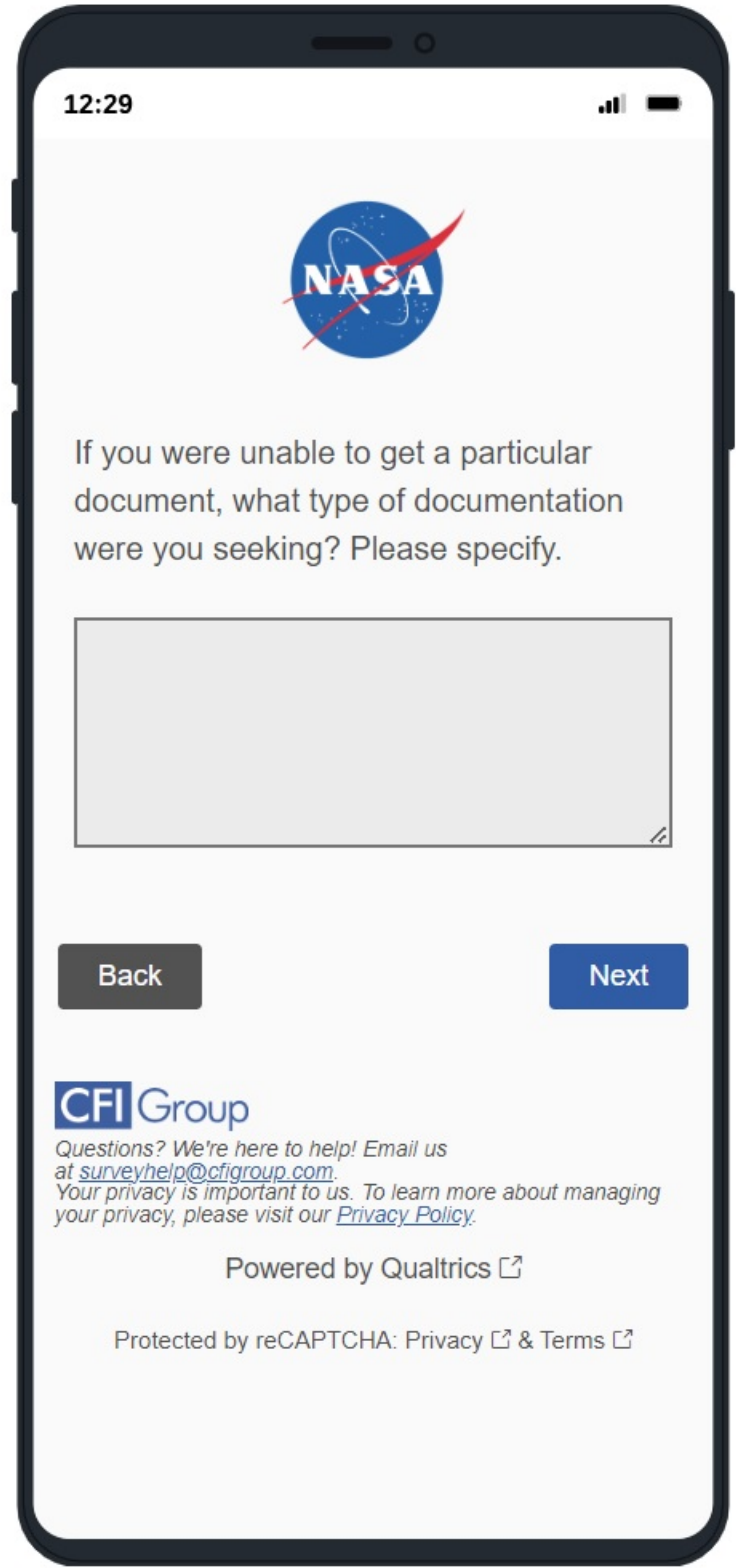 12:29
NASA
If you were unable to get a particular
document, what type of documentation
were you seeking? Please specify.
Back
Next
CFI Group
Questions? We're here to help! Email us
at surveyhelp@cfigroup.com.
Your privacy is important to us. To learn more about managing
your privacy, please visit our Privacy Policy.
Powered by Qualtrics
Protected by reCAPTCHA: Privacy & Terms